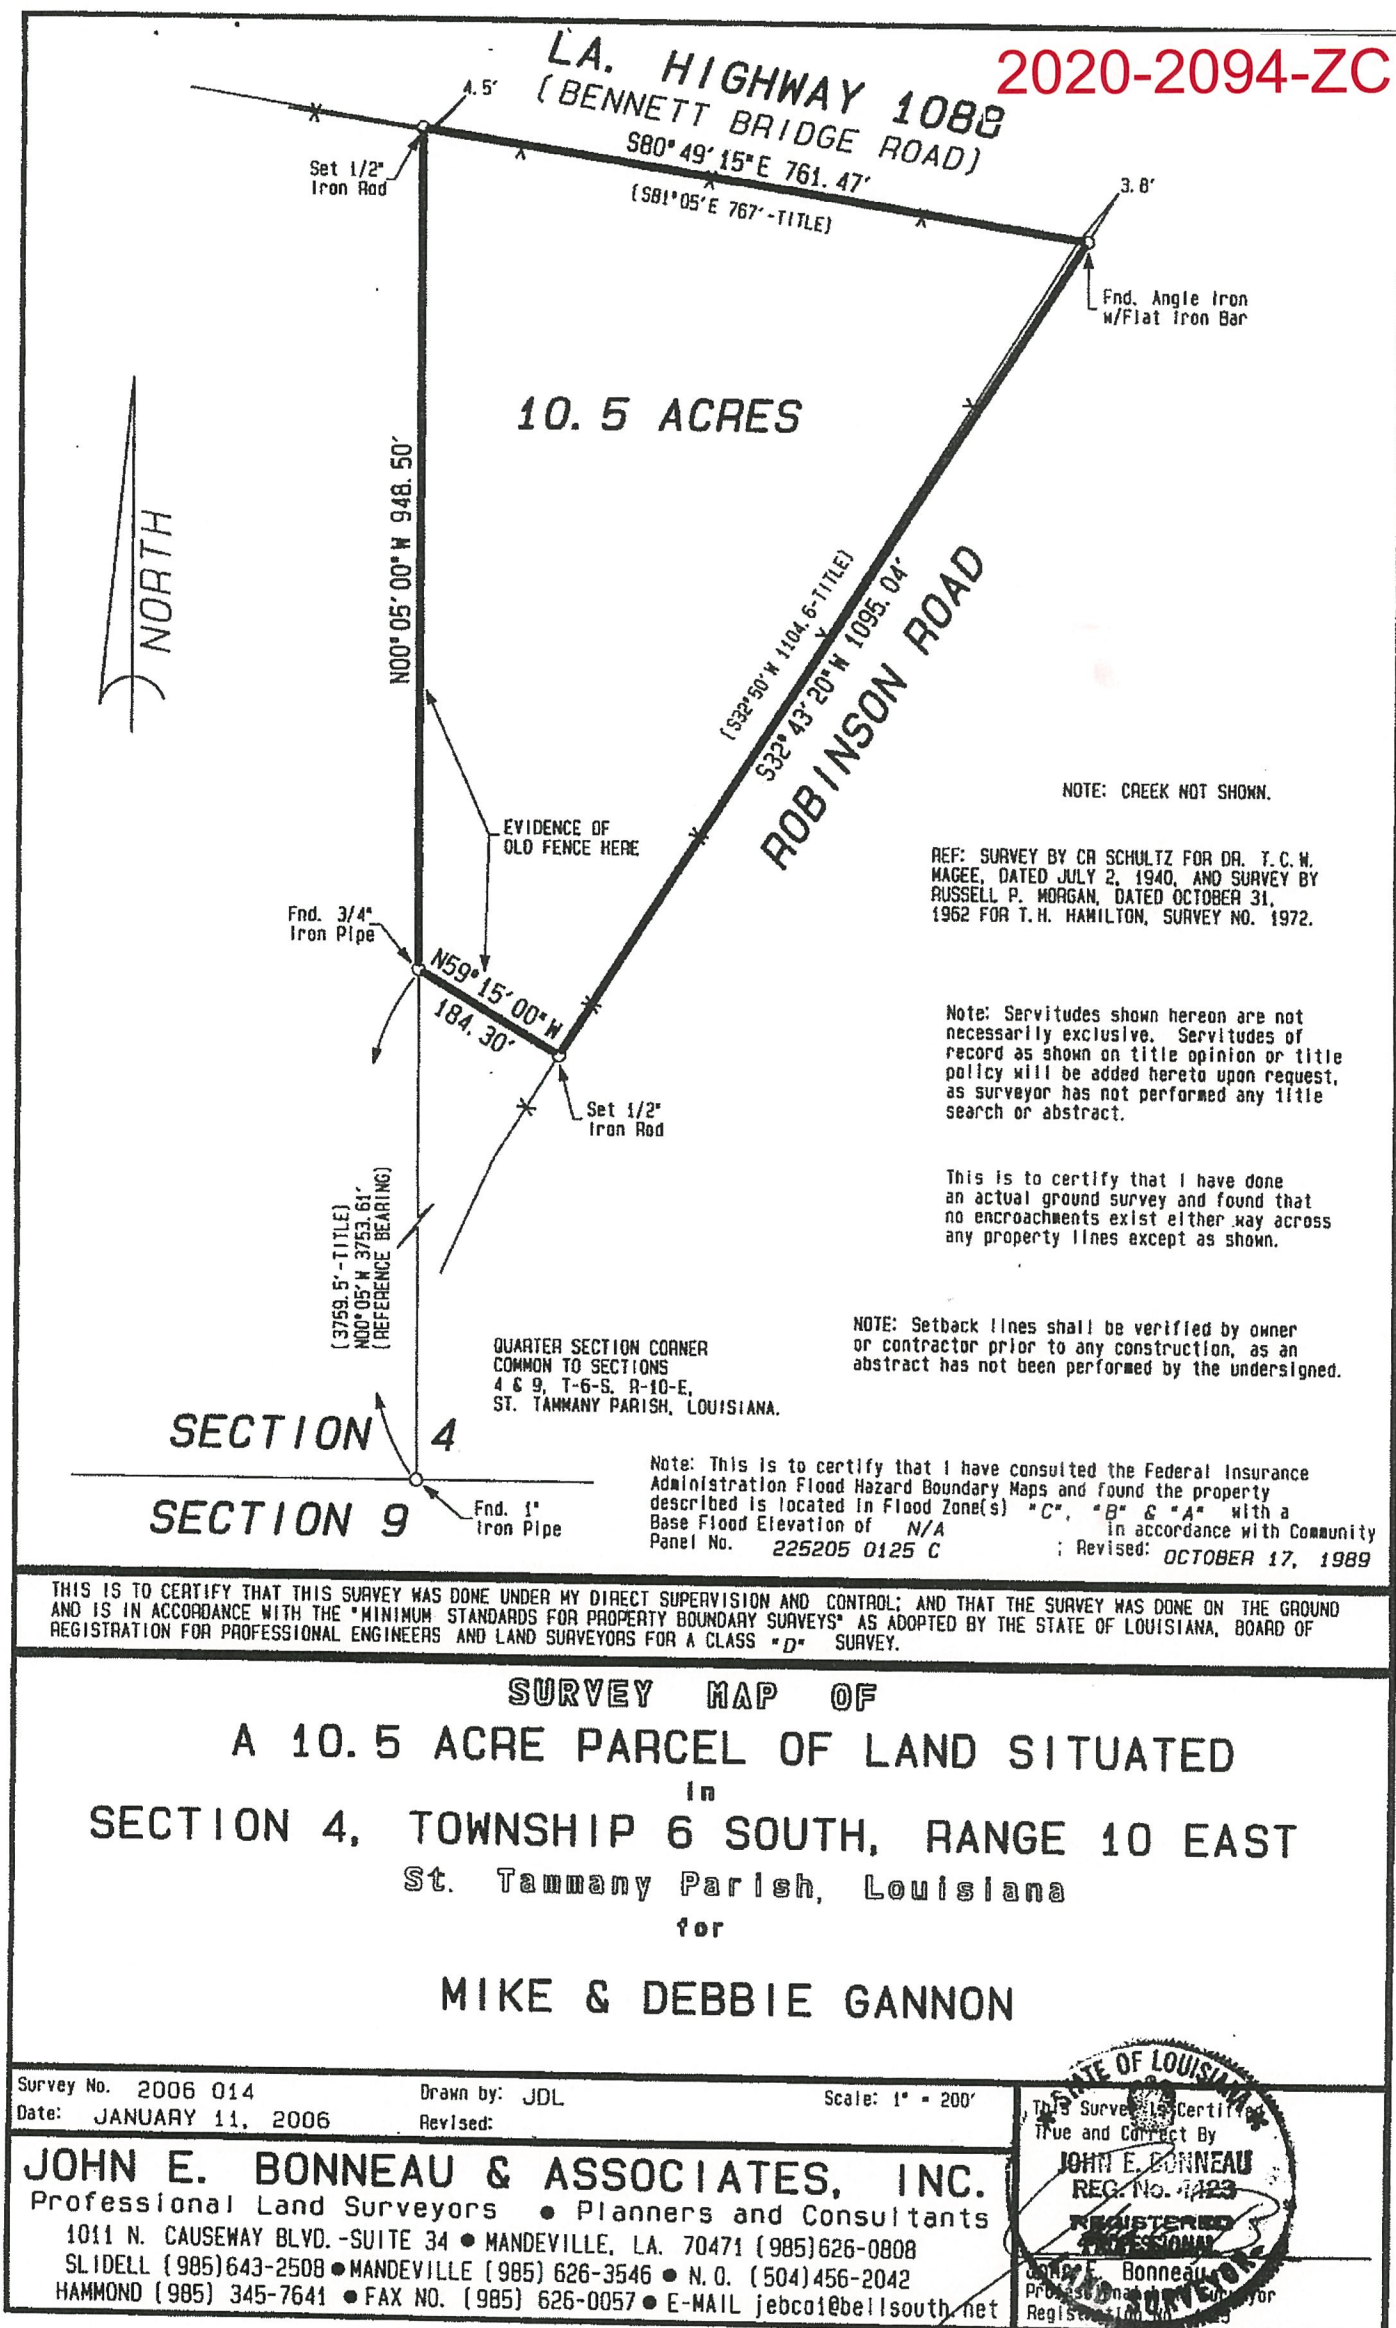 2020-2094-ZC
LA. HIGHWAY 1088
(BENNETT BRIDGE ROAD)
S80°49'15"E 761.47'
(S81°05'E 767'-TITLE)
4.5'
Set 1/2"
Iron Rod
3.8'
Fnd. Angle Iron
w/Flat Iron Bar
10.5 ACRES
NORTH
N00°05'00"W 948.50'
(S32°50'W 1104.6-TITLE)
S32°43'20"W 1095.04'
ROBINSON ROAD
EVIDENCE OF
OLD FENCE HERE
NOTE: CREEK NOT SHOWN.
REF: SURVEY BY CR SCHULTZ FOR DR. T.C.W.
MAGEE, DATED JULY 2, 1940, AND SURVEY BY
RUSSELL P. MORGAN, DATED OCTOBER 31,
1962 FOR T.H. HAMILTON, SURVEY NO. 1972.
Fnd. 3/4"
Iron Pipe
N59°15'00"W
184.30'
Set 1/2"
Iron Rod
Note: Servitudes shown hereon are not
necessarily exclusive. Servitudes of
record as shown on title opinion or title
policy will be added hereto upon request,
as surveyor has not performed any title
search or abstract.
This is to certify that I have done
an actual ground survey and found that
no encroachments exist either way across
any property lines except as shown.
(3759.5'-TITLE)
N00°05'W 3753.61'
(REFERENCE BEARING)
NOTE: Setback lines shall be verified by owner
or contractor prior to any construction, as an
abstract has not been performed by the undersigned.
QUARTER SECTION CORNER
COMMON TO SECTIONS
4 & 9, T-6-S, R-10-E,
ST. TAMMANY PARISH, LOUISIANA.
SECTION 4
SECTION 9
Fnd. 1"
Iron Pipe
Note: This is to certify that I have consulted the Federal Insurance
Administration Flood Hazard Boundary Maps and found the property
described is located in Flood Zone(s) "C", "B" & "A" with a
Base Flood Elevation of N/A in accordance with Community
Panel No. 225205 0125 C ; Revised: OCTOBER 17, 1989
THIS IS TO CERTIFY THAT THIS SURVEY WAS DONE UNDER MY DIRECT SUPERVISION AND CONTROL; AND THAT THE SURVEY WAS DONE ON THE GROUND
AND IS IN ACCORDANCE WITH THE "MINIMUM STANDARDS FOR PROPERTY BOUNDARY SURVEYS" AS ADOPTED BY THE STATE OF LOUISIANA, BOARD OF
REGISTRATION FOR PROFESSIONAL ENGINEERS AND LAND SURVEYORS FOR A CLASS "D" SURVEY.
SURVEY MAP OF
A 10.5 ACRE PARCEL OF LAND SITUATED
in
SECTION 4, TOWNSHIP 6 SOUTH, RANGE 10 EAST
St. Tammany Parish, Louisiana
for
MIKE & DEBBIE GANNON
Survey No. 2006 014 Drawn by: JDL Scale: 1" = 200'
Date: JANUARY 11, 2006 Revised:
JOHN E. BONNEAU & ASSOCIATES, INC.
Professional Land Surveyors ● Planners and Consultants
1011 N. CAUSEWAY BLVD.-SUITE 34 ● MANDEVILLE, LA. 70471 (985)626-0808
SLIDELL (985)643-2508 ● MANDEVILLE (985) 626-3546 ● N.O. (504)456-2042
HAMMOND (985) 345-7641 ● FAX NO. (985) 626-0057 ● E-MAIL jebco1@bellsouth.net
This Survey is Certified
True and Correct By
STATE OF LOUISIANA
JOHN E. BONNEAU
REG. No. 4423
REGISTERED
PROFESSIONAL
LAND SURVEYOR
John E. Bonneau
Professional Land Surveyor